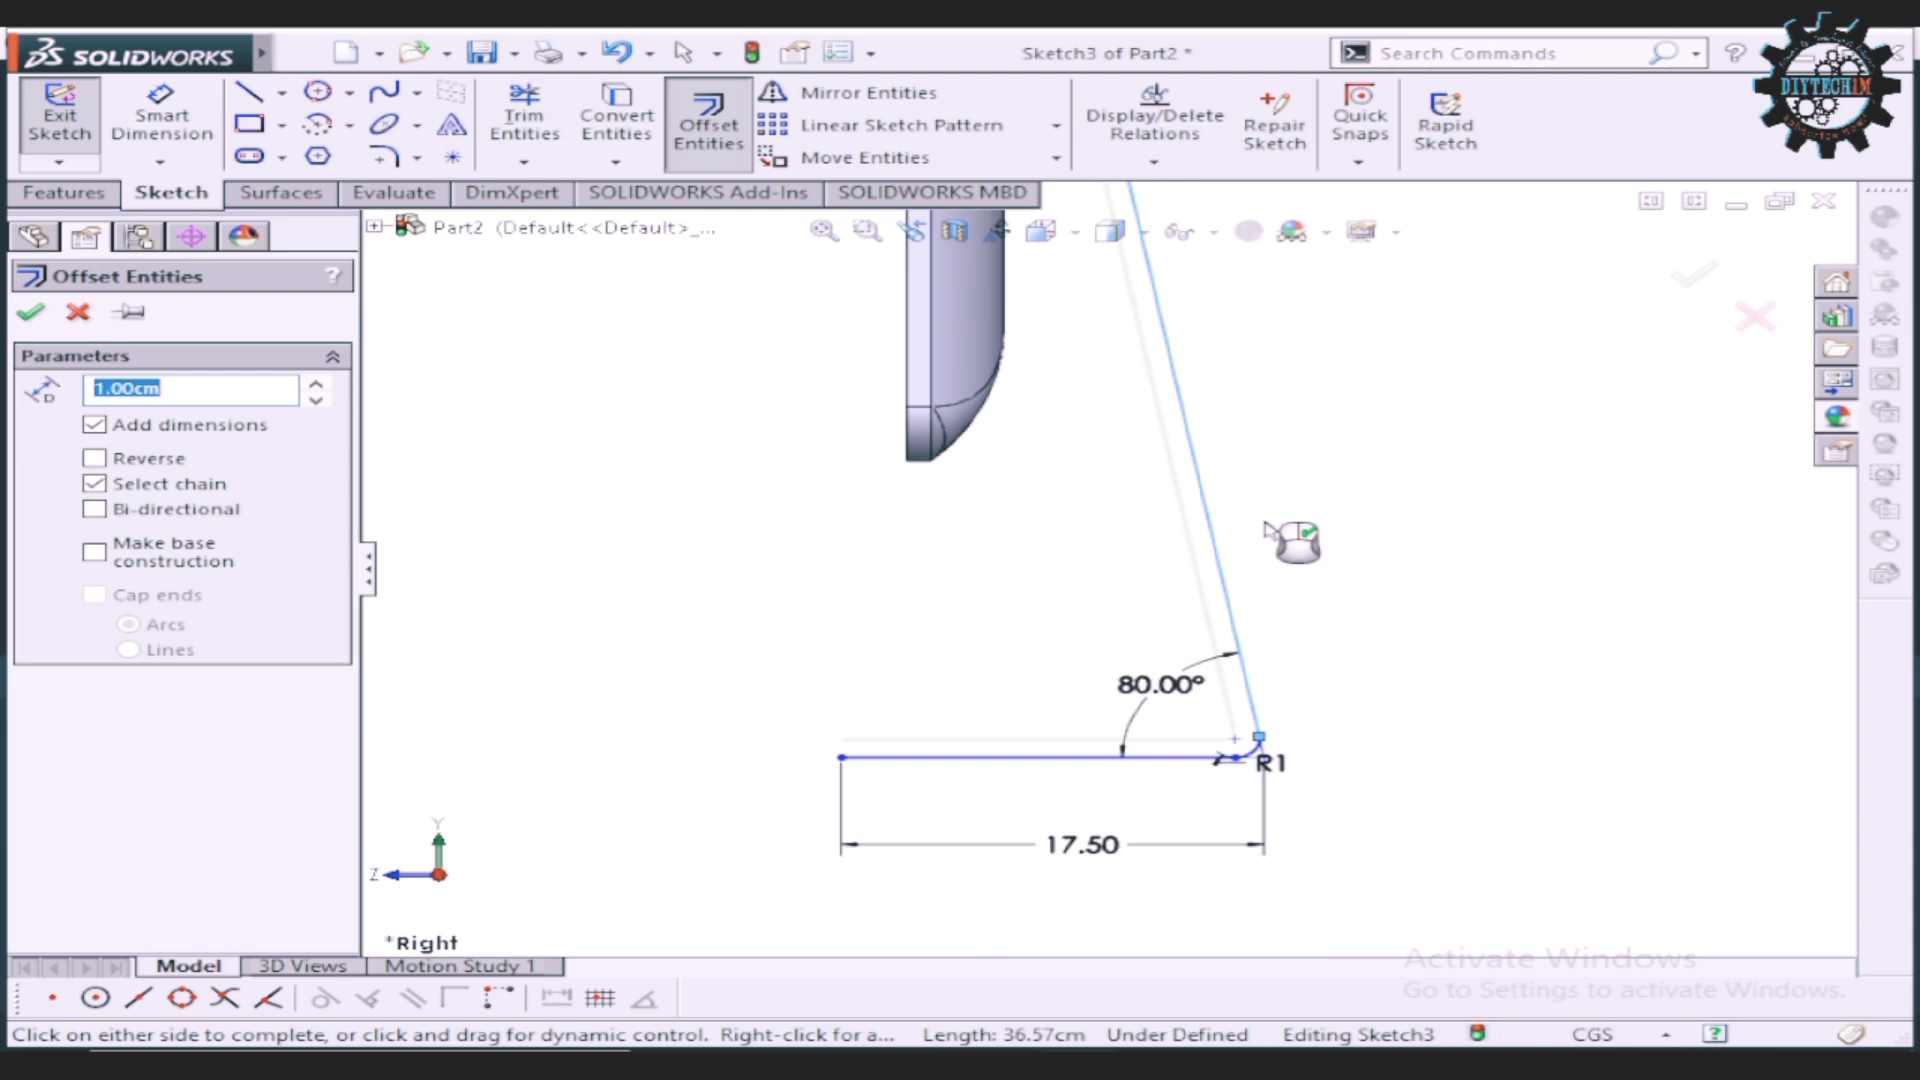 SOLIDWORKS
Sketch3 of Part2 *
Search Commands
DIYTECH1M
Exit Sketch
Smart Dimension
Trim Entities
Convert Entities
Offset Entities
Mirror Entities
Linear Sketch Pattern
Move Entities
Display/Delete Relations
Repair Sketch
Quick Snaps
Rapid Sketch
Features
Sketch
Surfaces
Evaluate
DimXpert
SOLIDWORKS Add-Ins
SOLIDWORKS MBD
Part2 (Default<<Default>_...
Offset Entities
?
Parameters
D
1.00cm
Add dimensions
Reverse
Select chain
Bi-directional
Make base construction
Cap ends
Arcs
Lines
80.00°
R1
17.50
Y
Z
*Right
Activate Windows
Go to Settings to activate Windows.
Model
3D Views
Motion Study 1
Click on either side to complete, or click and drag for dynamic control. Right-click for a...
Length: 36.57cm
Under Defined
Editing Sketch3
CGS